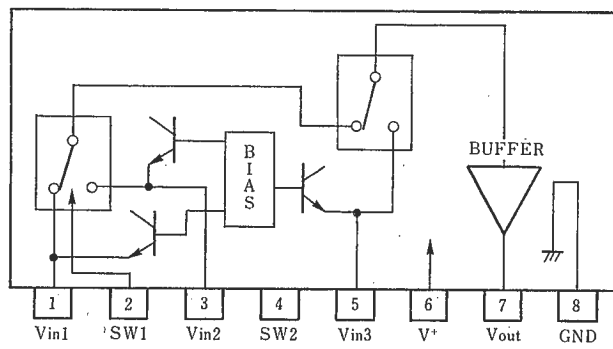 BUFFER
B
I
A
S
1 2 3 4 5 6 7 8
Vin1 SW1 Vin2 SW2 Vin3 V+ Vout GND